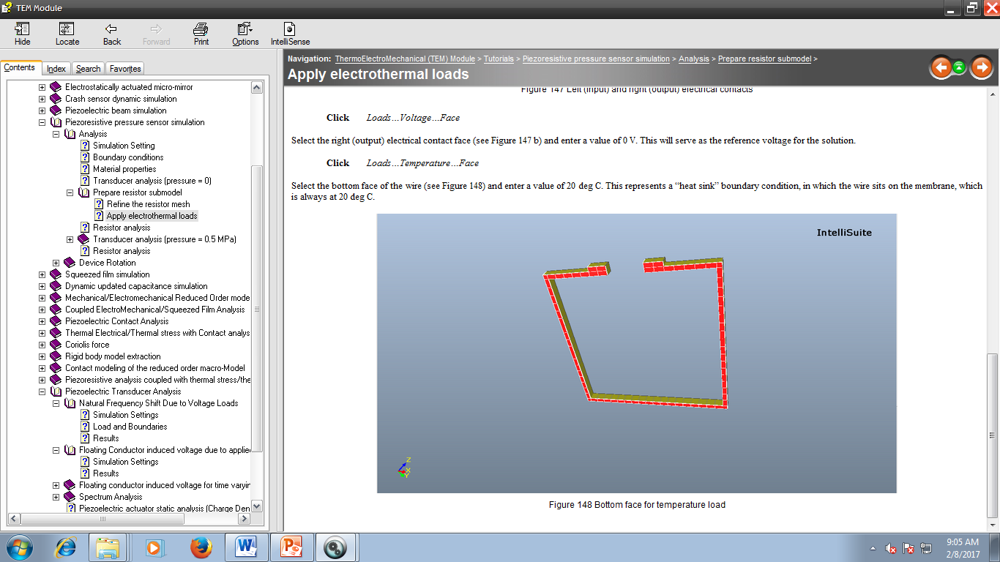 TEM Module
Hide
Locate
Back
Forward
Print
Options
IntelliSense
Contents
Index
Search
Favorites
Electrostatically actuated micro-mirror
Crash sensor dynamic simulation
Piezoelectric beam simulation
Piezoresistive pressure sensor simulation
Analysis
Simulation Setting
Boundary conditions
Material properties
Transducer analysis (pressure = 0)
Prepare resistor submodel
Refine the resistor mesh
Apply electrothermal loads
Resistor analysis
Transducer analysis (pressure = 0.5 MPa)
Resistor analysis
Device Rotation
Squeezed film simulation
Dynamic updated capacitance simulation
Mechanical/Electromechanical Reduced Order mode
Coupled ElectroMechanical/Squeezed Film Analysis
Piezoelectric Contact Analysis
Thermal Electrical/Thermal stress with Contact analys
Coriolis force
Rigid body model extraction
Contact modeling of the reduced order macro-Model
Piezoresistive analysis coupled with thermal stress/the
Piezoelectric Transducer Analysis
Natural Frequency Shift Due to Voltage Loads
Simulation Settings
Load and Boundaries
Results
Floating Conductor induced voltage due to applie
Simulation Settings
Results
Floating conductor induced voltage for time varyin
Spectrum Analysis
Piezoelectric actuator static analysis (Charge Den
Navigation: ThermoElectroMechanical (TEM) Module > Tutorials > Piezoresistive pressure sensor simulation > Analysis > Prepare resistor submodel >
Apply electrothermal loads
Figure 147 Left (input) and right (output) electrical contacts
Click Loads…Voltage…Face
Select the right (output) electrical contact face (see Figure 147 b) and enter a value of 0 V. This will serve as the reference voltage for the solution.
Click Loads…Temperature…Face
Select the bottom face of the wire (see Figure 148) and enter a value of 20 deg C. This represents a “heat sink” boundary condition, in which the wire sits on the membrane, which
is always at 20 deg C.
IntelliSuite
Z
X
Y
Figure 148 Bottom face for temperature load
9:05 AM
2/8/2017